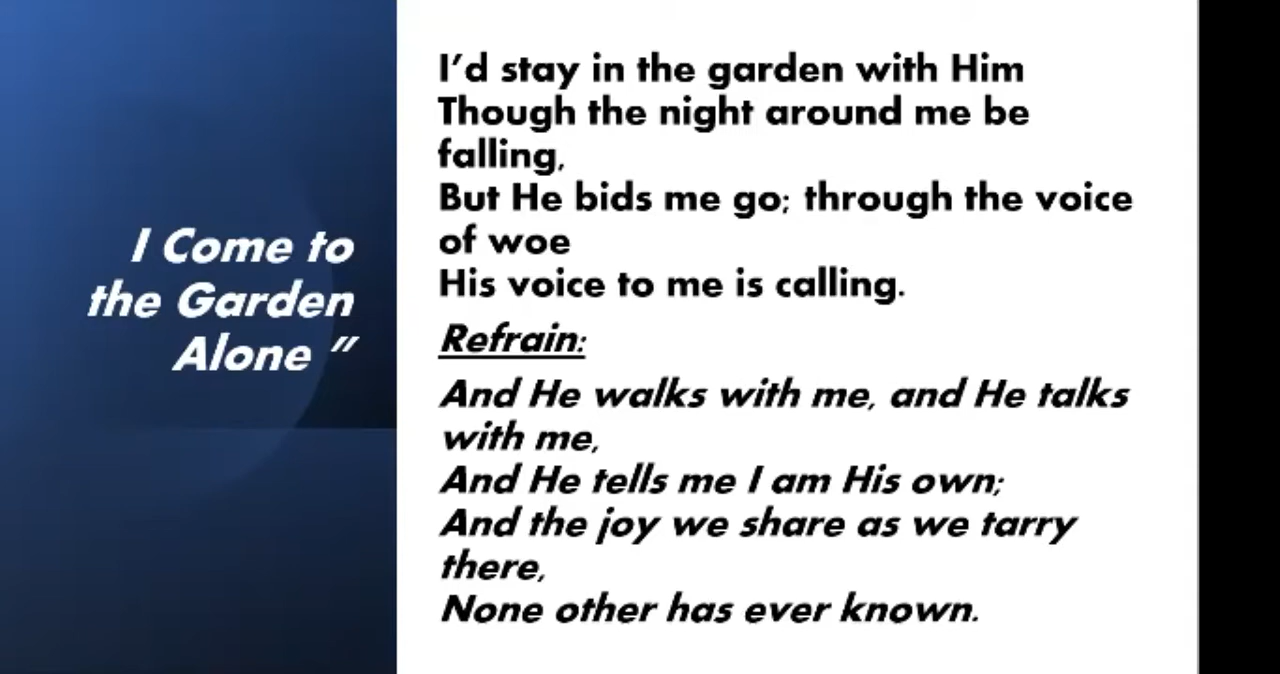 I Come to
the Garden
Alone ”
I’d stay in the garden with Him
Though the night around me be
falling,
But He bids me go; through the voice
of woe
His voice to me is calling.
Refrain:
And He walks with me, and He talks
with me,
And He tells me I am His own;
And the joy we share as we tarry
there,
None other has ever known.